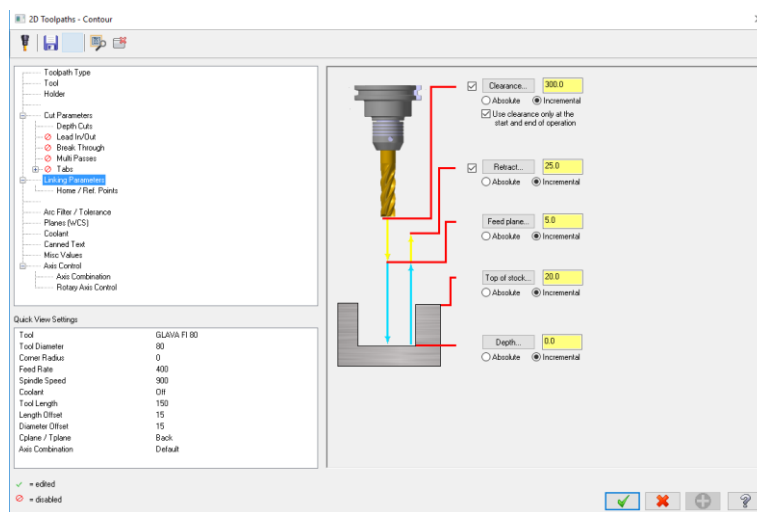 2D Toolpaths - Contour
Toolpath Type
Tool
Holder
Cut Parameters
Depth Cuts
Lead In/Out
Break Through
Multi Passes
Tabs
Linking Parameters
Home / Ref. Points
Arc Filter / Tolerance
Planes (WCS)
Coolant
Canned Text
Misc Values
Axis Control
Axis Combination
Rotary Axis Control
Quick View Settings
Tool GLAVA FI 80
Tool Diameter 80
Corner Radius 0
Feed Rate 400
Spindle Speed 900
Coolant Off
Tool Length 150
Length Offset 15
Diameter Offset 15
Cplane / Tplane Back
Axis Combination Default
= edited
= disabled
Clearance... 300.0
Absolute Incremental
Use clearance only at the
start and end of operation
Retract... 25.0
Absolute Incremental
Feed plane... 5.0
Absolute Incremental
Top of stock... 20.0
Absolute Incremental
Depth... 0.0
Absolute Incremental
?